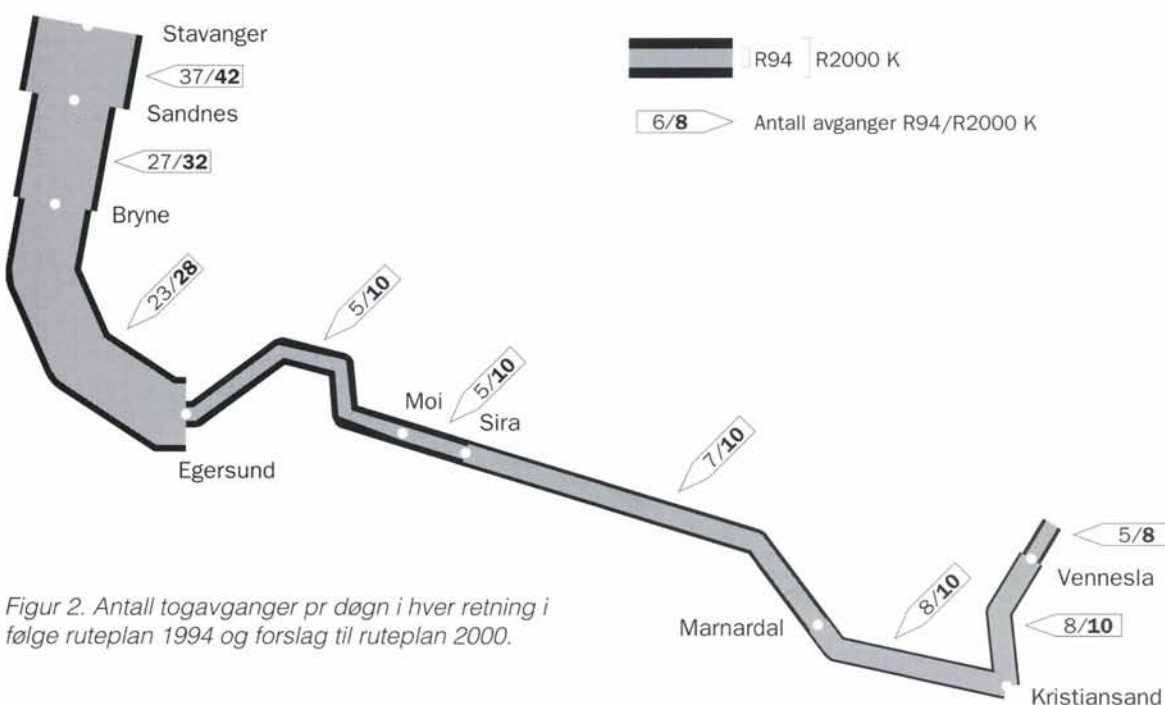 Stavanger
37/42
Sandnes
27/32
Bryne
23/28
R94
R2000 K
6/8
Antall avganger R94/R2000 K
5/10
Moi
5/10
Sira
Egersund
7/10
5/8
Vennesla
8/10
8/10
Marnardal
Kristiansand
Figur 2. Antall togavganger pr døgn i hver retning i
følge ruteplan 1994 og forslag til ruteplan 2000.